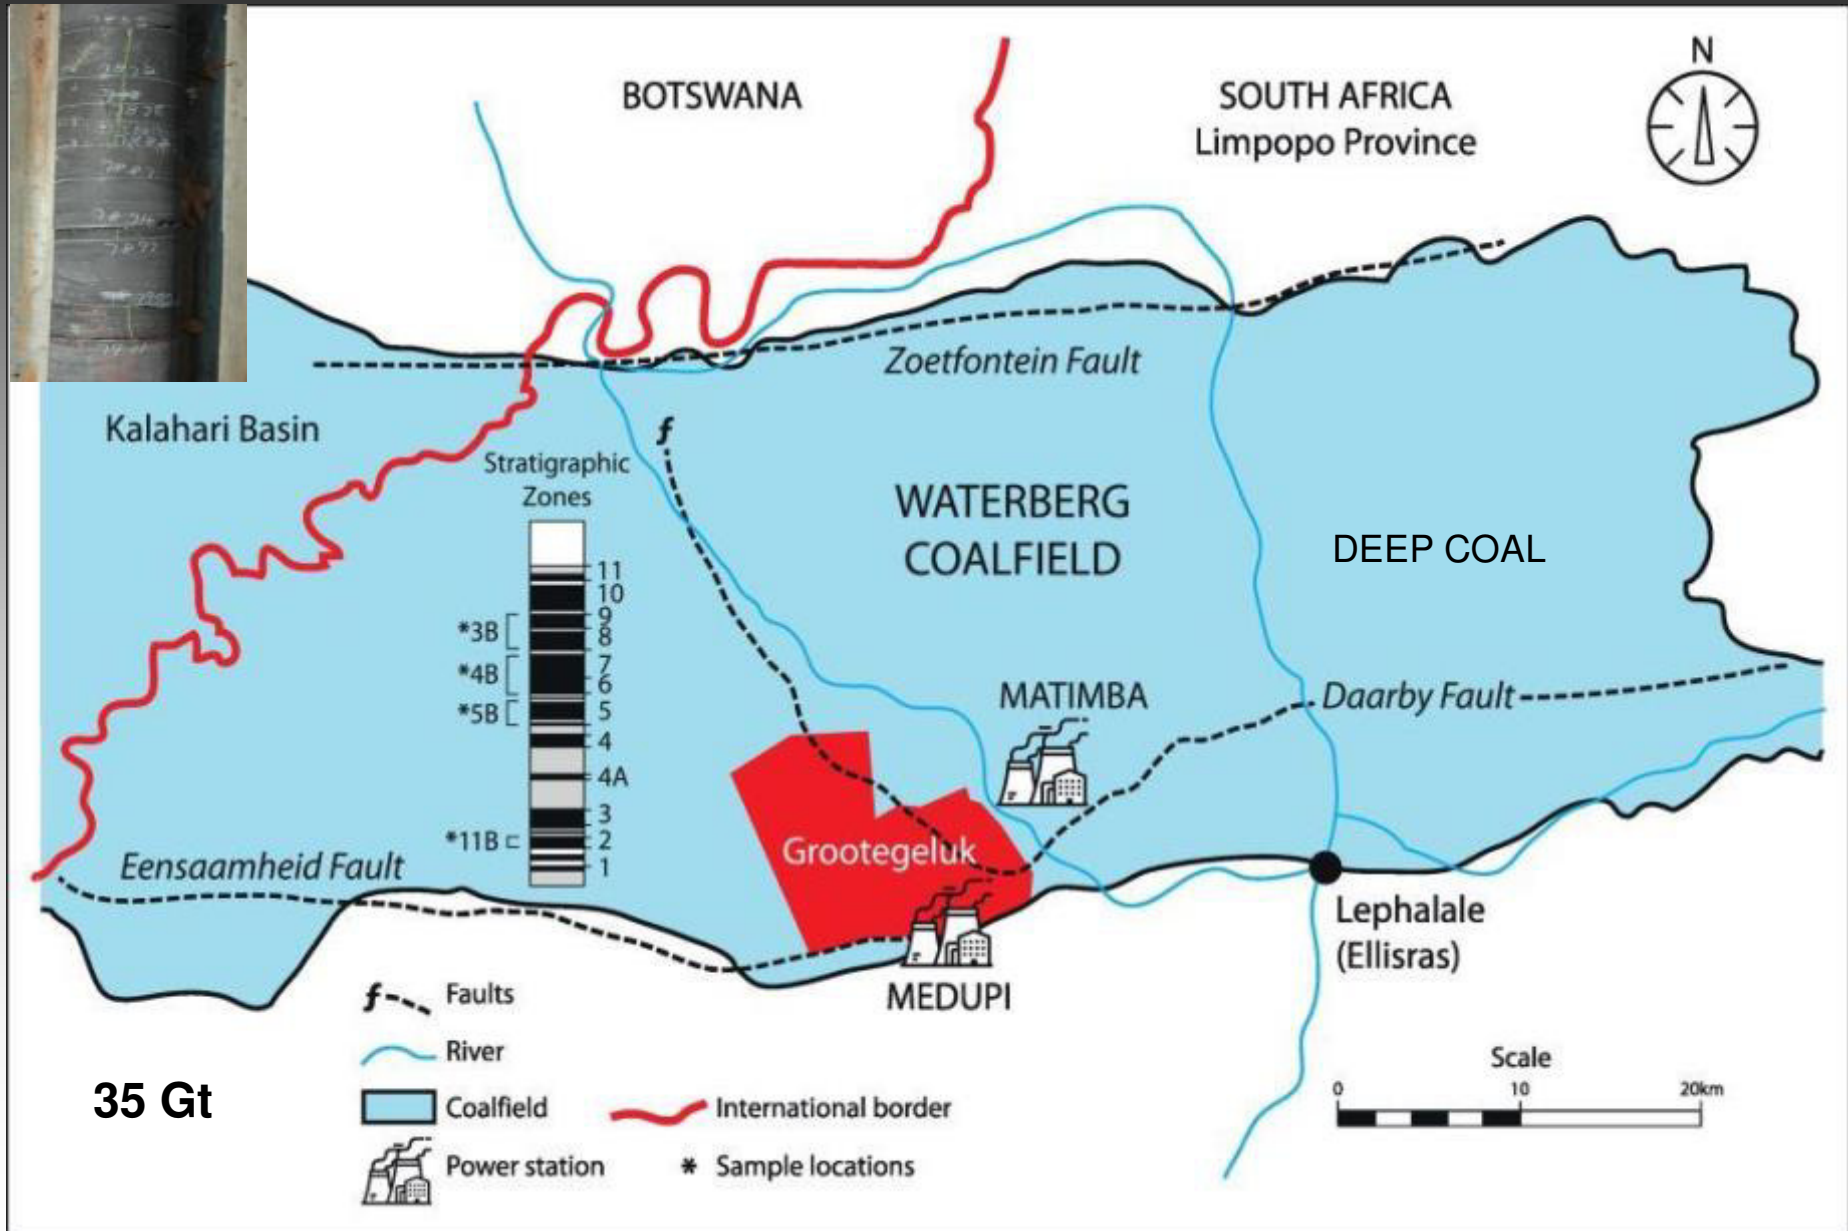 BOTSWANA
SOUTH AFRICA
Limpopo Province
N
Zoetfontein Fault
Kalahari Basin
f
Stratigraphic
Zones
WATERBERG
COALFIELD
DEEP COAL
11
10
9
*3B
8
7
*4B
6
*5B
5
4
4A
3
*11B
2
1
MATIMBA
Daarby Fault
Grootegeluk
Eensaamheid Fault
Lephalale
(Ellisras)
MEDUPI
f Faults
River
35 Gt
Coalfield
International border
Power station
* Sample locations
Scale
0 10 20km